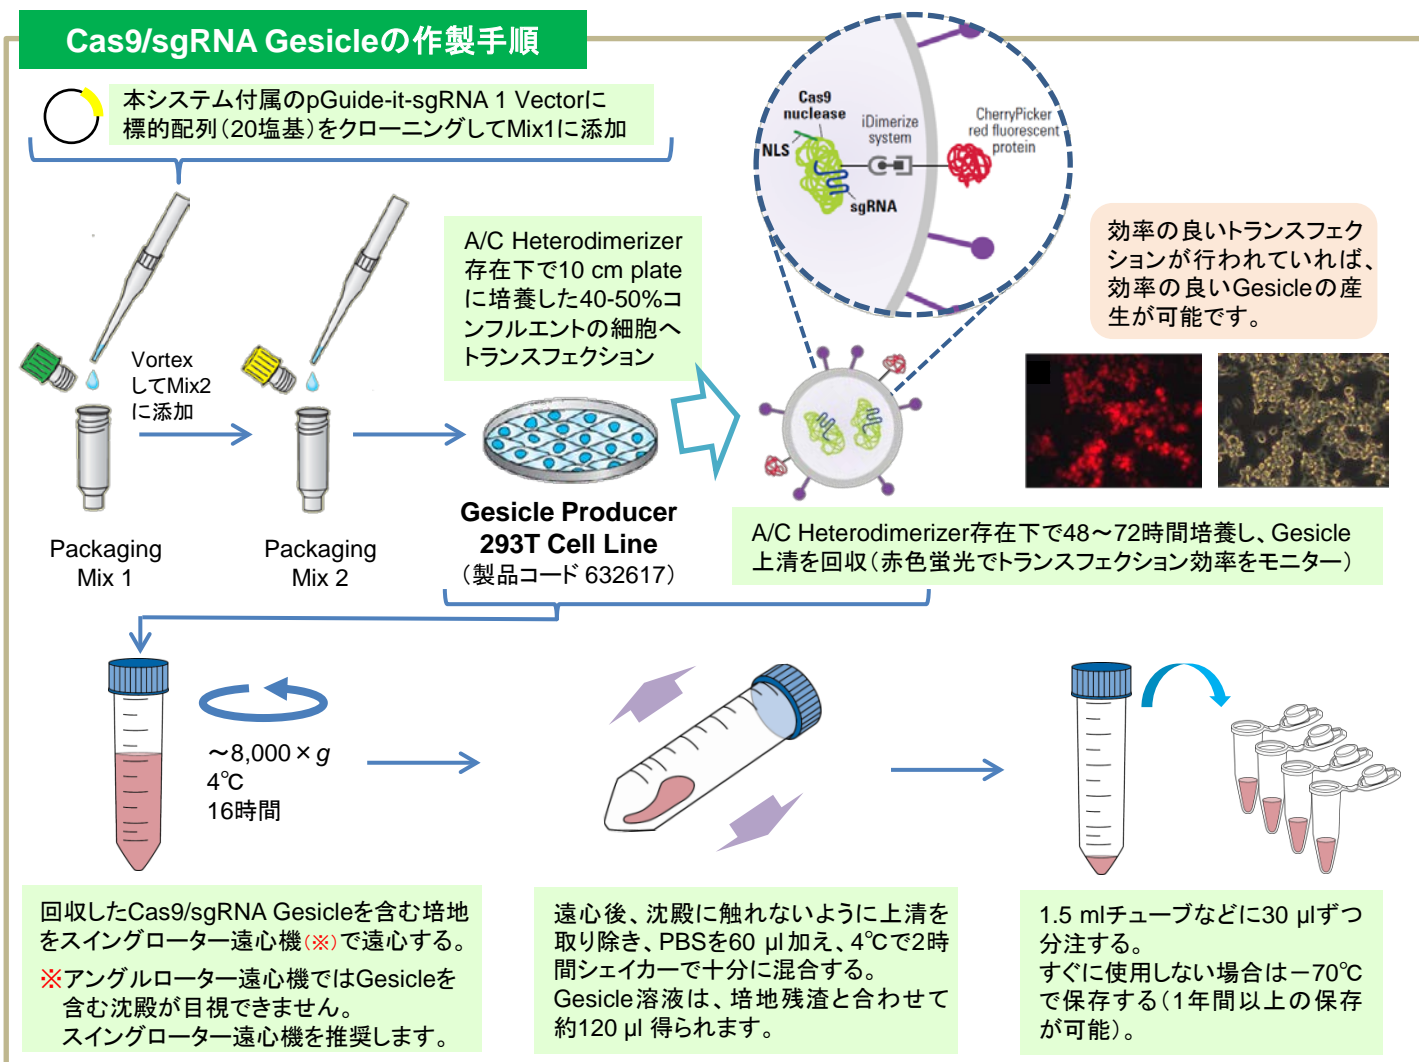 Cas9/sgRNA Gesicleの作製手順
本システム付属のpGuide-it-sgRNA 1 Vectorに
標的配列（20塩基）をクローニングしてMix1に添加
Vortex
してMix2
に添加
Packaging
Mix 1
Packaging
Mix 2
A/C Heterodimerizer
存在下で10 cm plate
に培養した40-50%コ
ンフルエントの細胞へ
トランスフェクション
Gesicle Producer
293T Cell Line
（製品コード 632617）
Cas9
nuclease
NLS
iDimerize
system
CherryPicker
red fluorescent
protein
sgRNA
効率の良いトランスフェク
ションが行われていれば、
効率の良いGesicleの産
生が可能です。
A/C Heterodimerizer存在下で48～72時間培養し、Gesicle
上清を回収（赤色蛍光でトランスフェクション効率をモニター）
～8,000×g
4℃
16時間
回収したCas9/sgRNA Gesicleを含む培地
をスイングローター遠心機（※）で遠心する。
※アングルローター遠心機ではGesicleを
含む沈殿が目視できません。
スイングローター遠心機を推奨します。
遠心後、沈殿に触れないように上清を
取り除き、PBSを60 µl 加え、4℃で2時
間シェイカーで十分に混合する。
Gesicle溶液は、培地残渣と合わせて
約120 µl 得られます。
1.5 mlチューブなどに30 µlずつ
分注する。
すぐに使用しない場合は－70℃
で保存する（1年間以上の保存
が可能）。